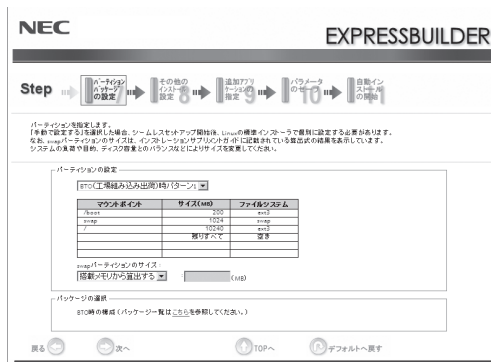 NEC
EXPRESSBUILDER
Step
パーティション
パッケージ
の設定
7
その他の
インストール
設定
8
追加アプリ
ケーションの
指定
9
パラメータ
のセーブ
10
自動イン
ストール
の開始
11
パーティションを指定します。
「手動で設定する」を選択した場合、シームレスセットアップ開始後、Linuxの標準インストーラで個別に設定する必要があります。
なお、swapパーティションのサイズは、インストレーションサプリメントガイドに記載されている算出式の結果を表示しています。
システムの負荷や目的、ディスク容量とのバランスなどによりサイズを変更してください。
パーティションの設定
BTO(工場組み込み出荷)時パターン1
マウントポイント サイズ(MB) ファイルシステム
/boot 200 ext3
swap 1024 swap
/ 10240 ext3
残りすべて 空き
swapパーティションのサイズ:
搭載メモリから算出する : (MB)
パッケージの選択
BTO時の構成(パッケージ一覧はこちらを参照してください。)
戻る 次へ TOPへ デフォルトへ戻す